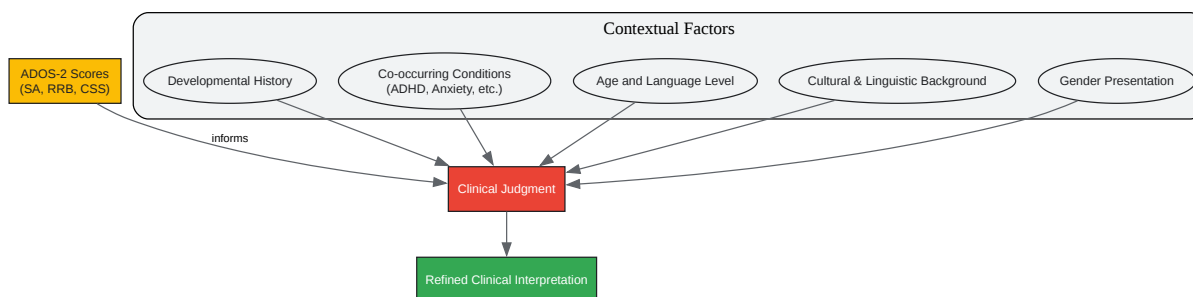 Contextual Factors
ADOS-2 Scores
(SA, RRB, CSS)
Developmental History
Co-occurring Conditions
(ADHD, Anxiety, etc.)
Age and Language Level
Cultural & Linguistic Background
Gender Presentation
informs
Clinical Judgment
Refined Clinical Interpretation